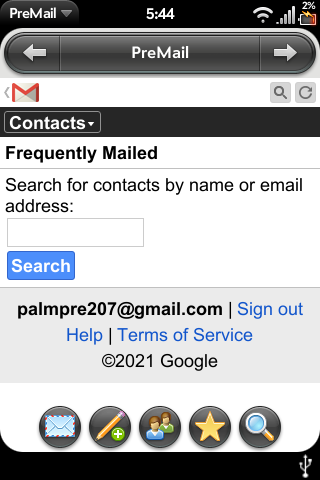 PreMail 5:44 2%
PreMail
Contacts
Frequently Mailed
Search for contacts by name or email
address:
Search
palmpre207@gmail.com | Sign out
Help | Terms of Service
©2021 Google